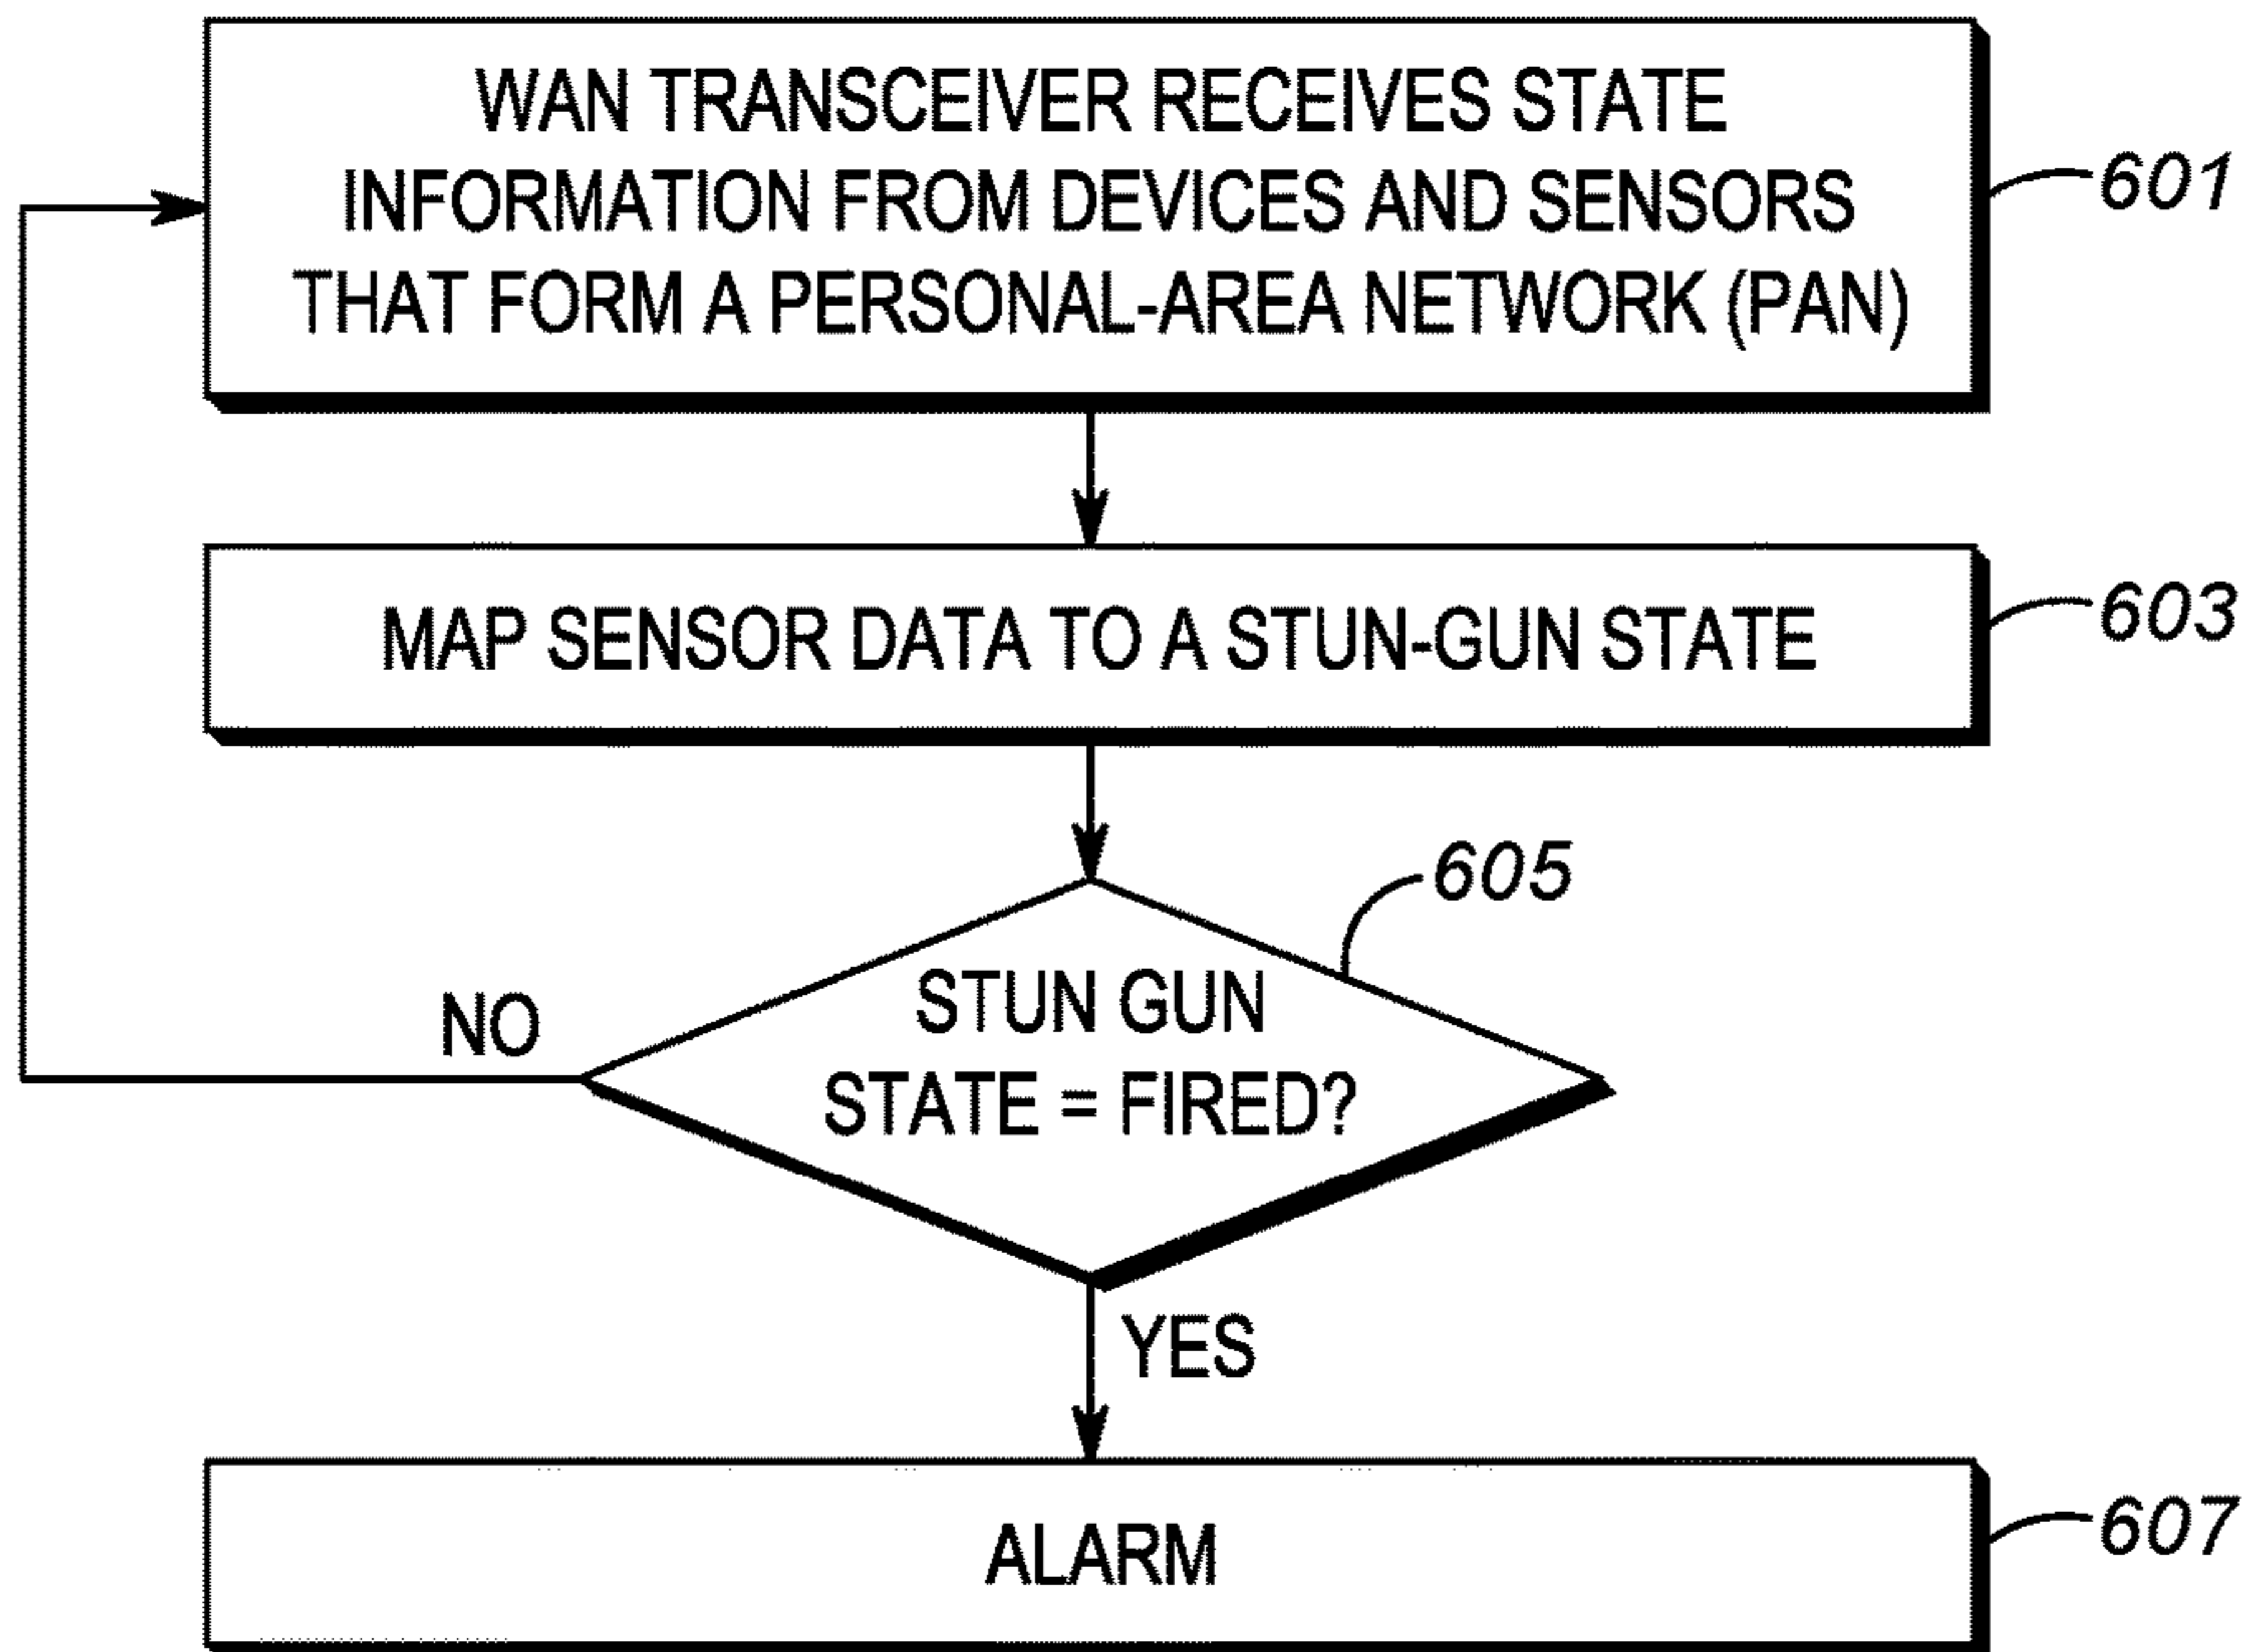 WAN TRANSCEIVER RECEIVES STATE
INFORMATION FROM DEVICES AND SENSORS
THAT FORM A PERSONAL-AREA NETWORK (PAN)
601
MAP SENSOR DATA TO A STUN-GUN STATE
603
605
STUN GUN
STATE = FIRED?
NO
YES
ALARM
607